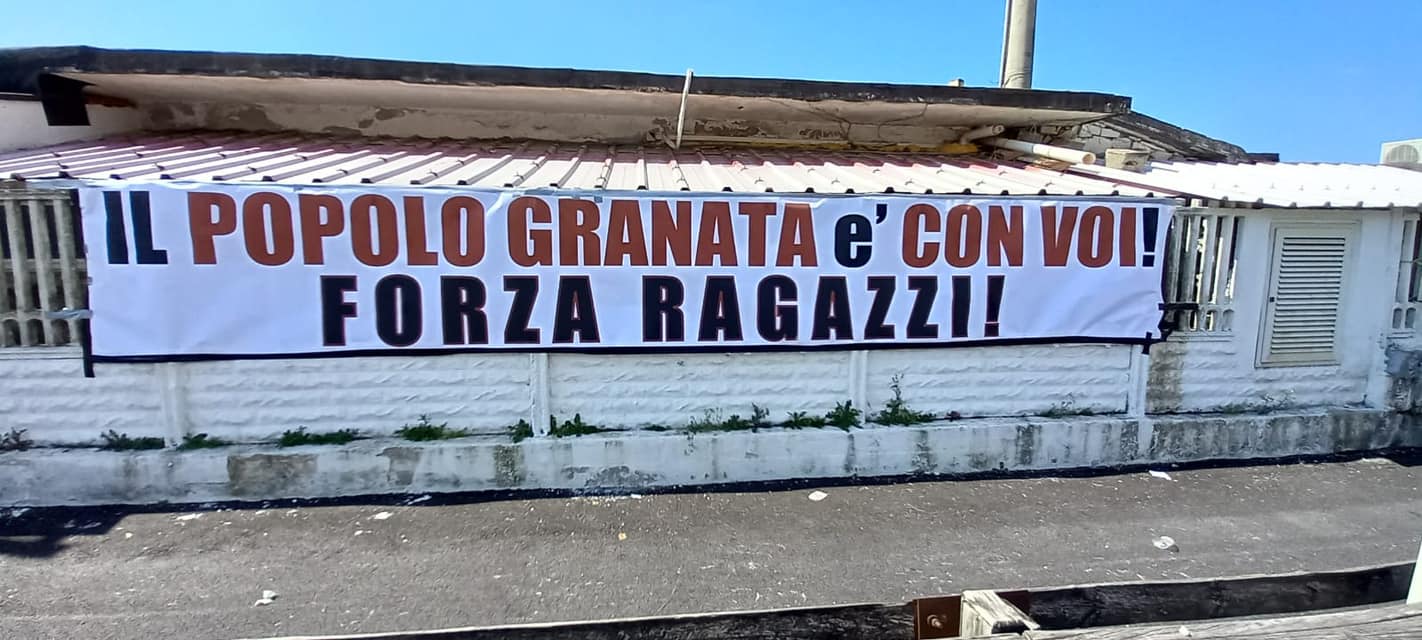 IL POPOLO GRANATA e' CON VOI!
FORZA RAGAZZI!